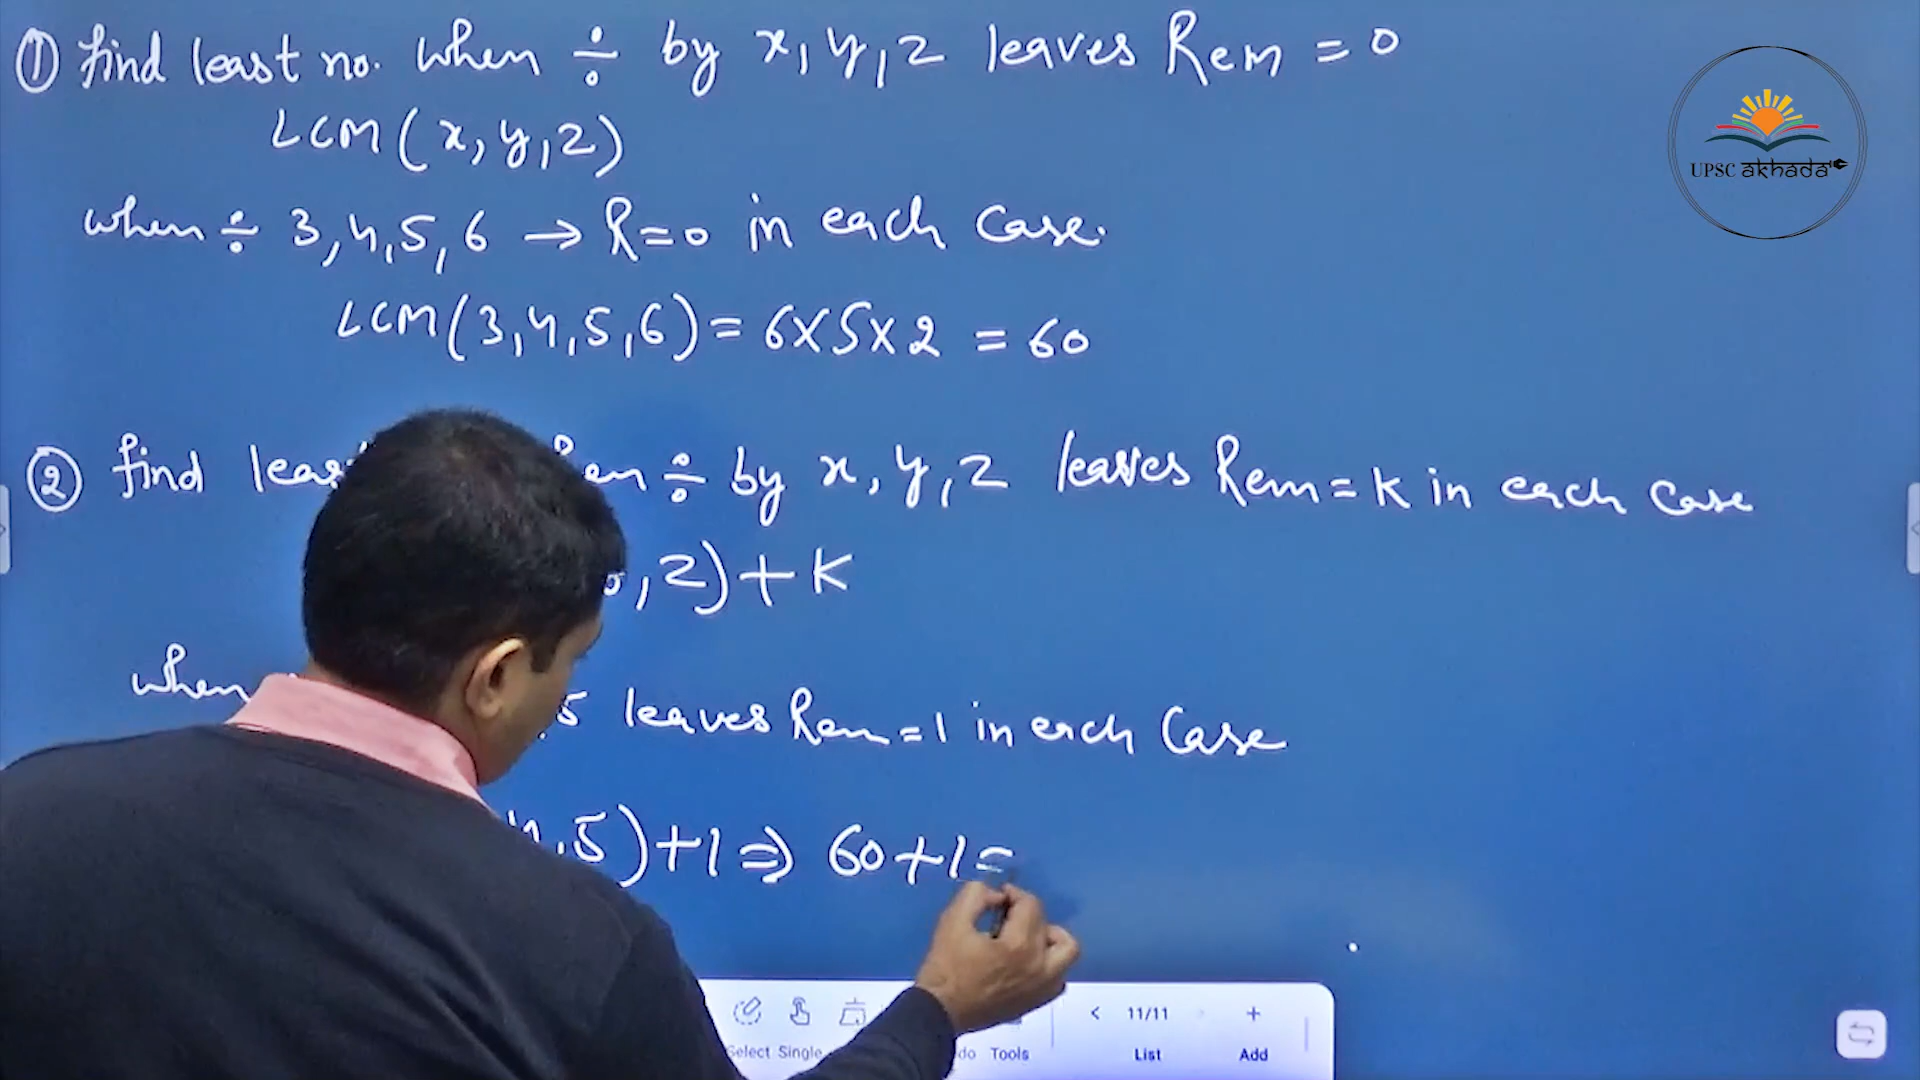 ① find least no. when ÷ by x, y, z leaves Rem = 0
LCM(x, y, z)
when ÷ 3, 4, 5, 6 → R=0 in each case.
LCM(3, 4, 5, 6) = 6×5×2 = 60
② find ÷ by x, y, z leaves Rem = K in each case
, z) + K
when 5 leaves Rem = 1 in each case
, 5) + 1 ⇒ 60+1 =
UPSC akhada
Select Single Tools
< 11/11 > +
List Add